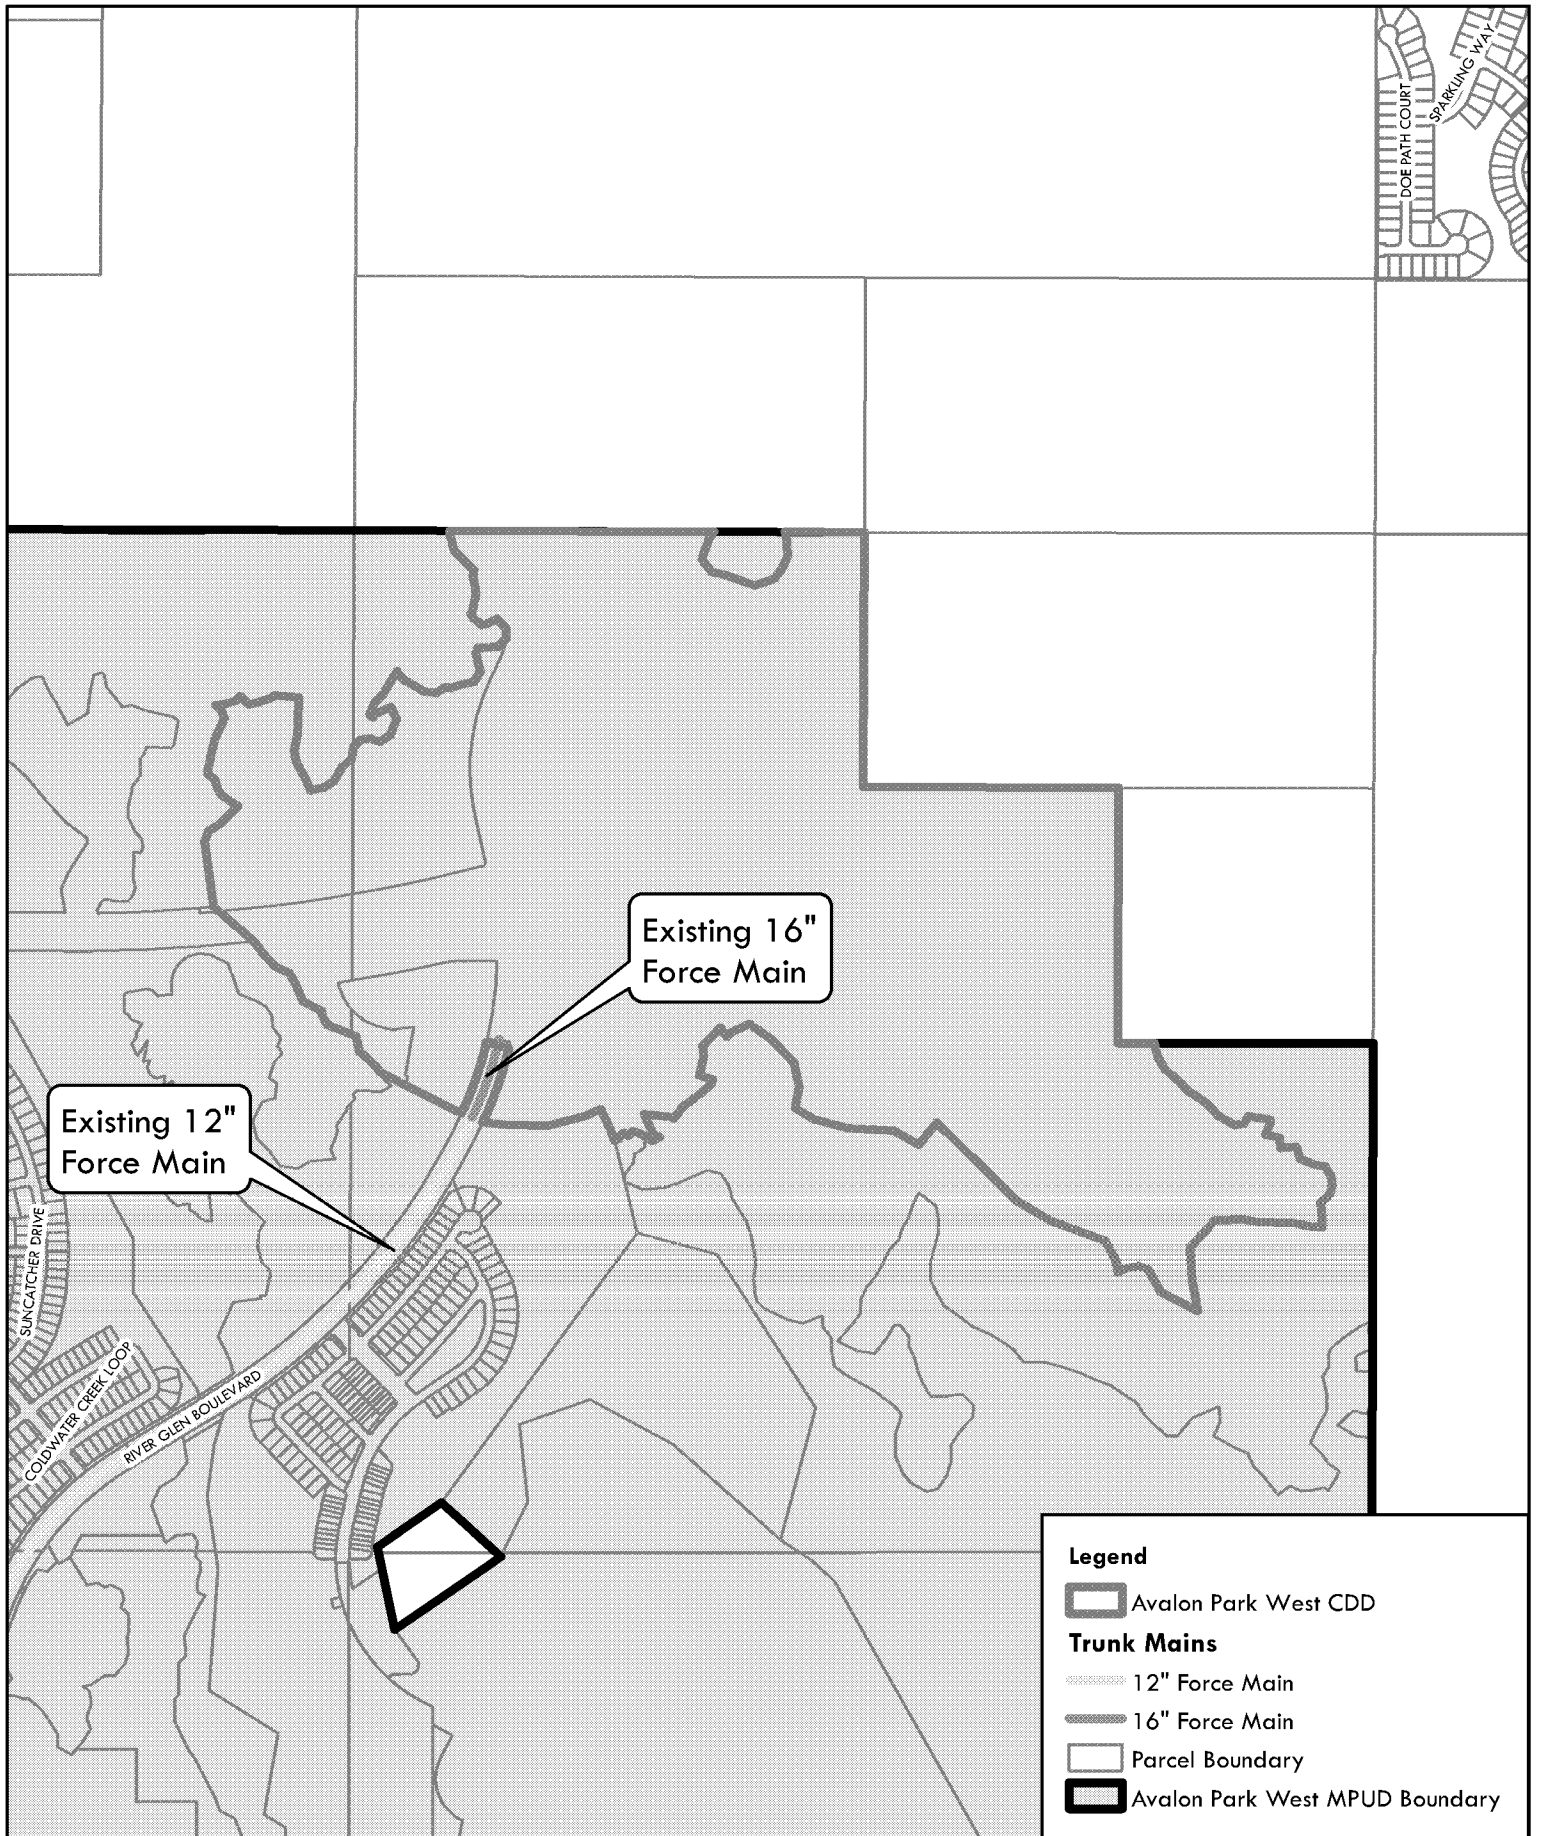 SPARKLING WAY
DOE PATH COURT
Existing 16"
Force Main
Existing 12"
Force Main
SUNCATCHER DRIVE
COLDWATER CREEK LOOP
RIVER GLEN BOULEVARD
Legend
Avalon Park West CDD
Trunk Mains
12" Force Main
16" Force Main
Parcel Boundary
Avalon Park West MPUD Boundary